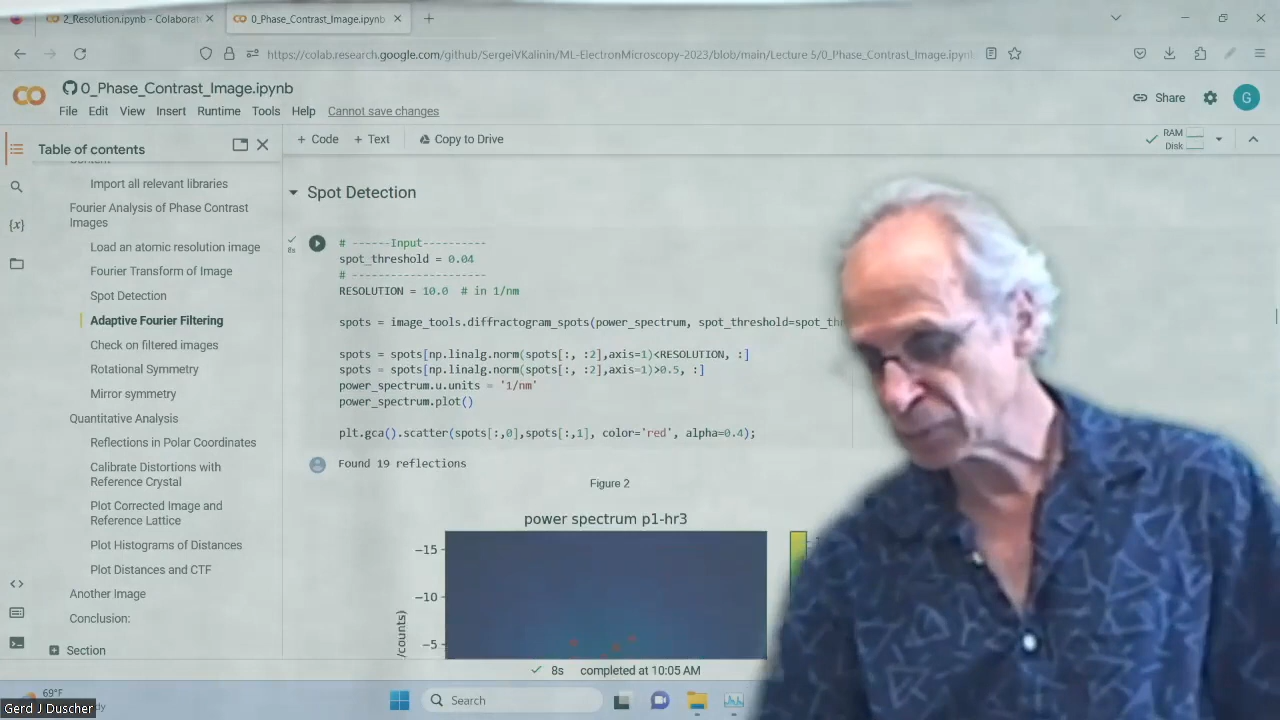 2_Resolution.ipynb - Colaborat
0_Phase_Contrast_Image.ipynb
https://colab.research.google.com/github/SergeiVKalinin/ML-ElectronMicroscopy-2023/blob/main/Lecture 5/0_Phase_Contrast_Image.ipynb
0_Phase_Contrast_Image.ipynb
Share
G
File Edit View Insert Runtime Tools Help Cannot save changes
+ Code + Text Copy to Drive
RAM
Disk
Table of contents
Content
Import all relevant libraries
Fourier Analysis of Phase Contrast
Images
Load an atomic resolution image
Fourier Transform of Image
Spot Detection
Adaptive Fourier Filtering
Check on filtered images
Rotational Symmetry
Mirror symmetry
Quantitative Analysis
Reflections in Polar Coordinates
Calibrate Distortions with
Reference Crystal
Plot Corrected Image and
Reference Lattice
Plot Histograms of Distances
Plot Distances and CTF
Another Image
Conclusion:
Section
{x}
Spot Detection
8s
# ------Input----------
spot_threshold = 0.04
# ---------------------
RESOLUTION = 10.0 # in 1/nm
spots = image_tools.diffractogram_spots(power_spectrum, spot_threshold=spot_th
spots = spots[np.linalg.norm(spots[:, :2],axis=1)<RESOLUTION, :]
spots = spots[np.linalg.norm(spots[:, :2],axis=1)>0.5, :]
power_spectrum.u.units = '1/nm'
power_spectrum.plot()
plt.gca().scatter(spots[:,0],spots[:,1], color='red', alpha=0.4);
Found 19 reflections
Figure 2
power spectrum p1-hr3
−15
−10
−5
/counts)
8s completed at 10:05 AM
69°F
Search
Gerd J Duscher